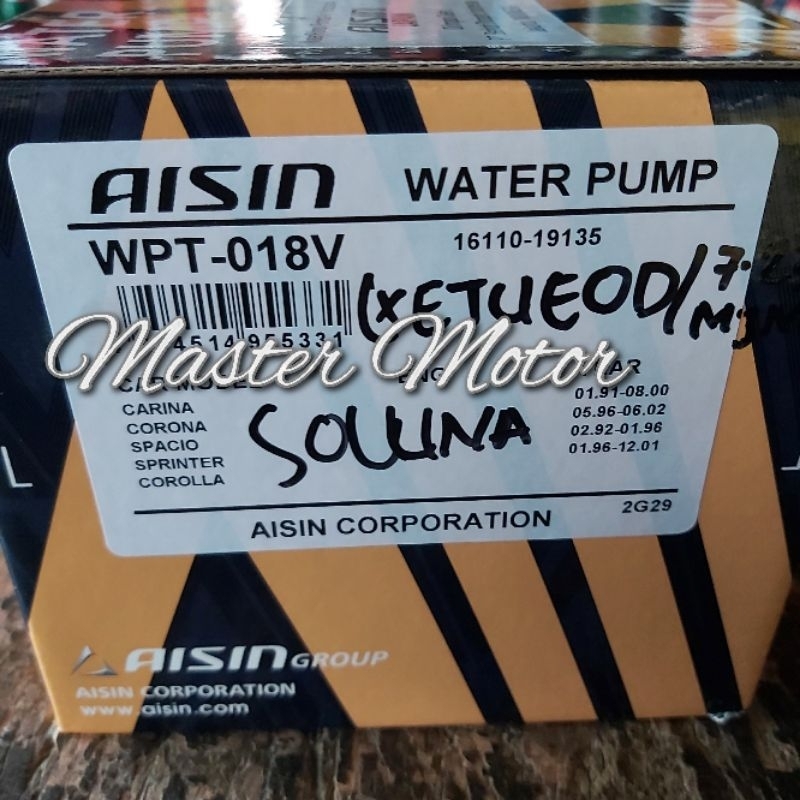 AISIN
AISIN WATER PUMP
WPT-018V 16110-19135
Master Motor
CARINA 01.91-08.00
CORONA 05.96-06.02
SPACIO 02.92-01.96
SPRINTER 01.96-12.01
COROLLA
SOLUNA
AISIN CORPORATION 2G29
AISIN GROUP
AISIN CORPORATION
www.aisin.com